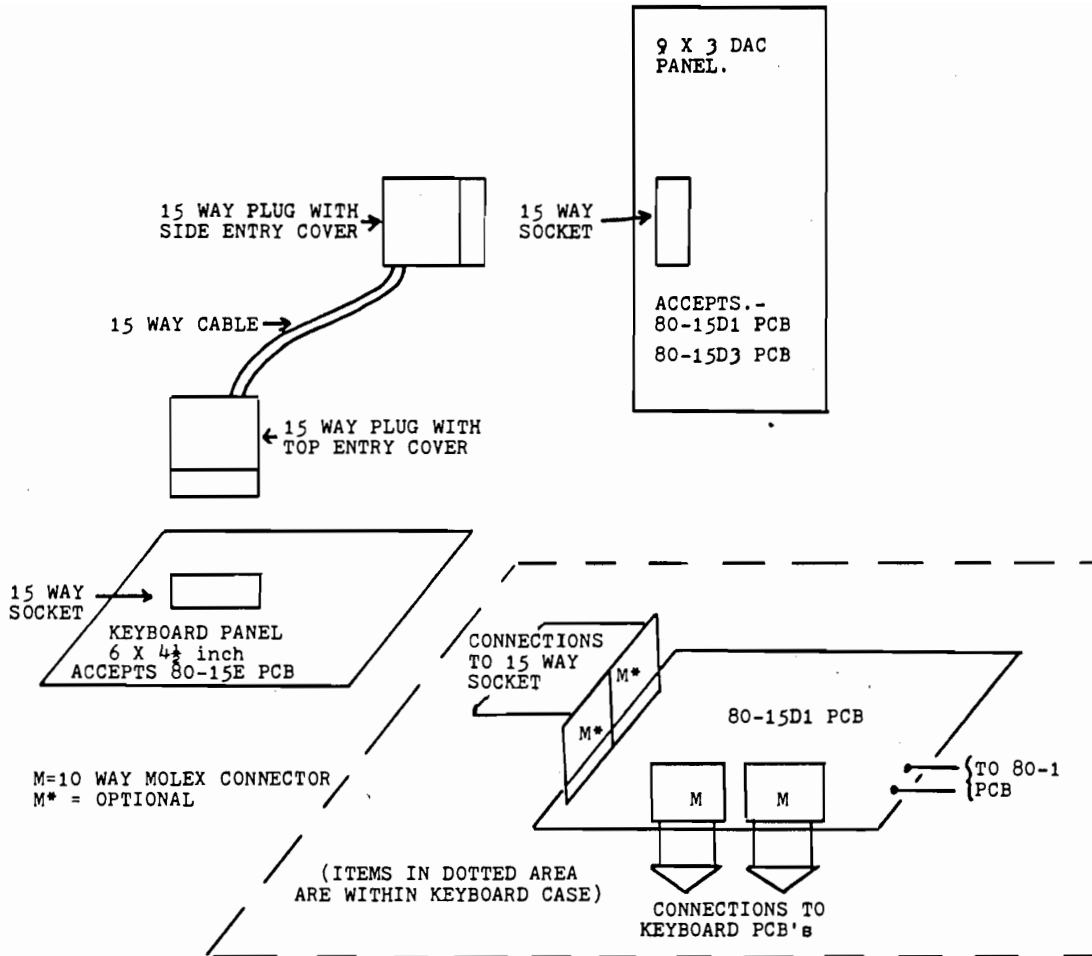 9 X 3 DAC
PANEL.
15 WAY PLUG WITH
SIDE ENTRY COVER
15 WAY
SOCKET
ACCEPTS.-
80-15D1 PCB
80-15D3 PCB
15 WAY CABLE
15 WAY PLUG WITH
TOP ENTRY COVER
15 WAY
SOCKET
KEYBOARD PANEL
6 X 4½ inch
ACCEPTS 80-15E PCB
CONNECTIONS
TO 15 WAY
SOCKET
M*
M*
80-15D1 PCB
M=10 WAY MOLEX CONNECTOR
M* = OPTIONAL
M
M
TO 80-1
PCB
(ITEMS IN DOTTED AREA
ARE WITHIN KEYBOARD CASE)
CONNECTIONS TO
KEYBOARD PCB's